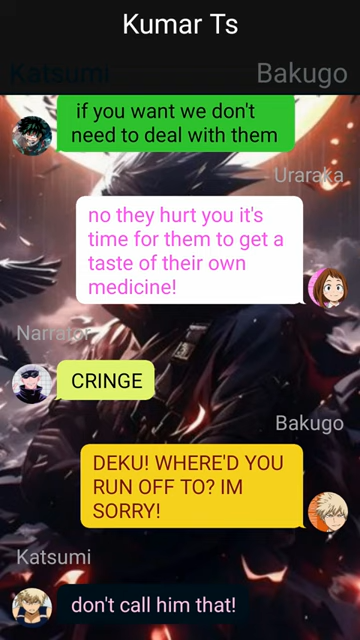 Kumar Ts
Katsumi
Bakugo
if you want we don't
need to deal with them
Uraraka
no they hurt you it's
time for them to get a
taste of their own
medicine!
Narrator
CRINGE
Bakugo
DEKU! WHERE'D YOU
RUN OFF TO? IM
SORRY!
Katsumi
don't call him that!